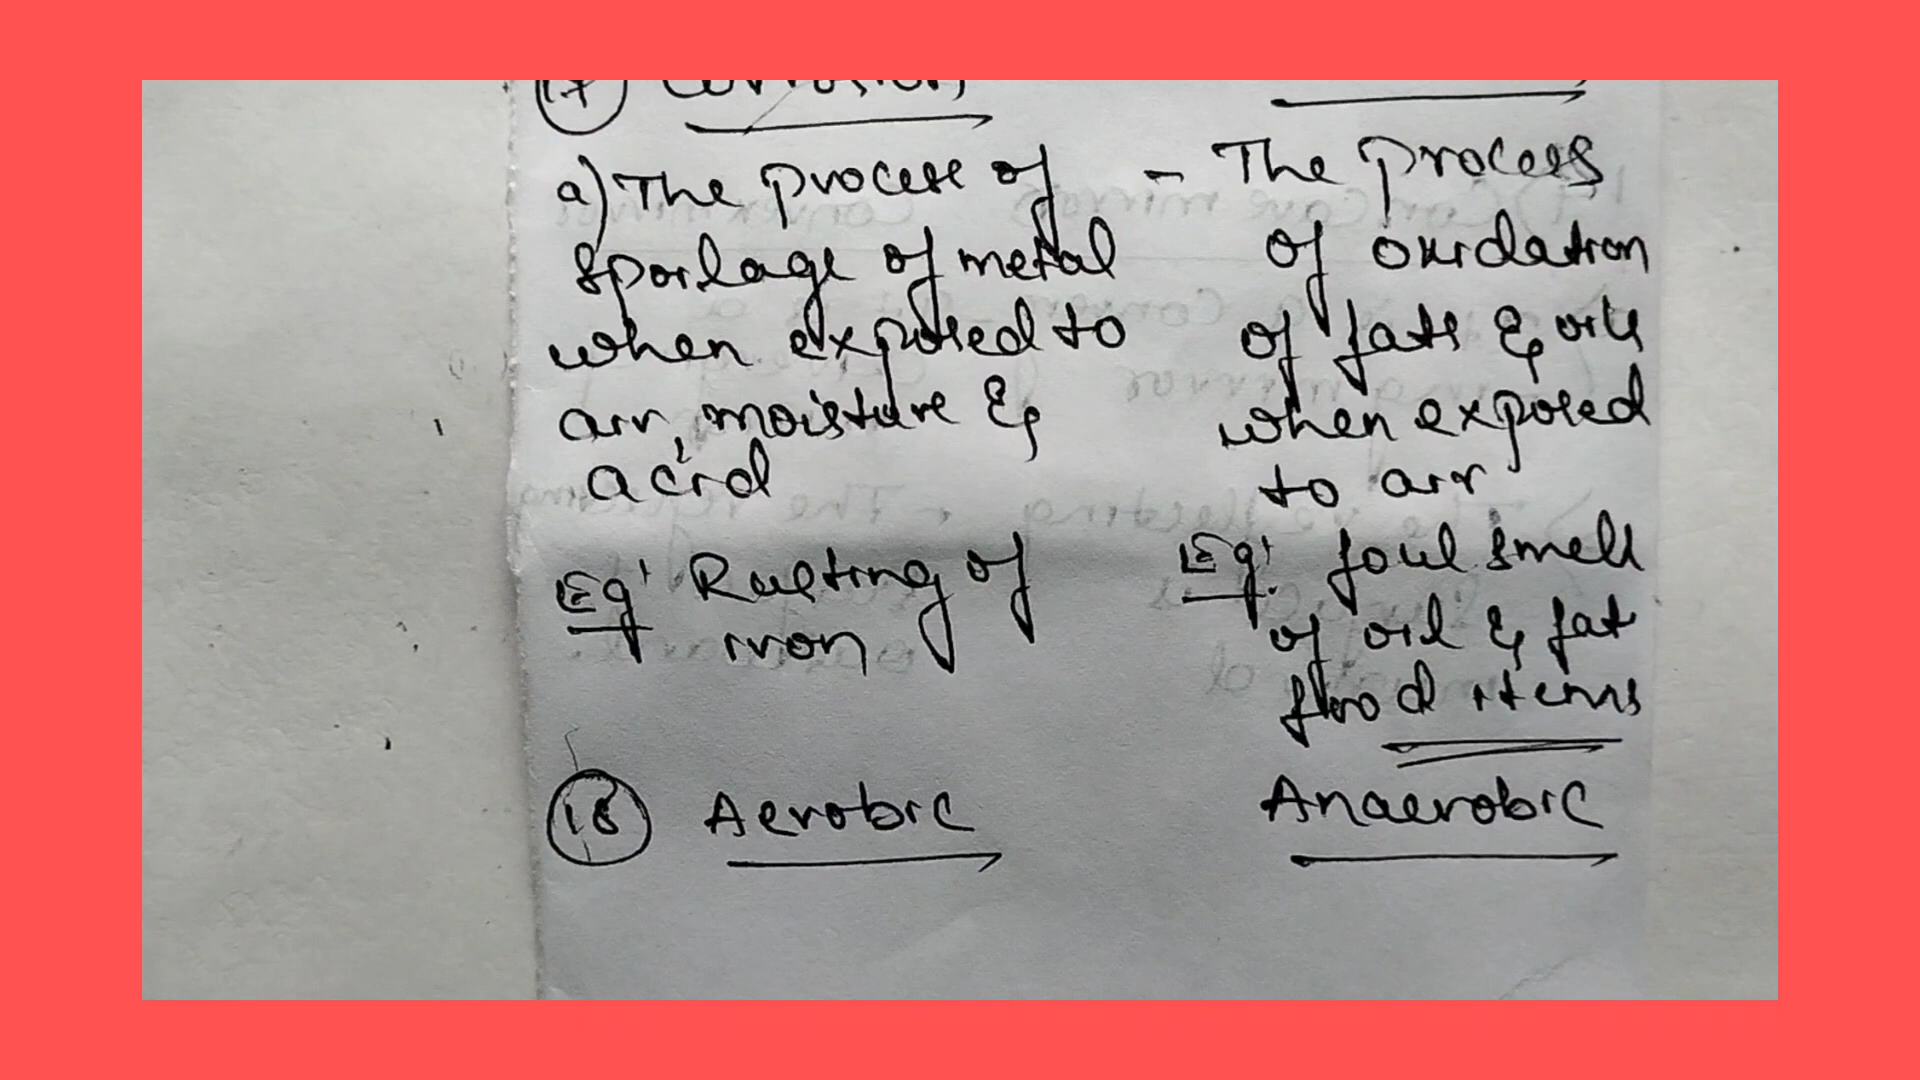 17 Corrosion
a) The process of
spoilage of metal
when exposed to
air, moisture &
acid
Eg: Rusting of
iron
- The process
of oxidation
of fats & oils
when exposed
to air
Eg: foul smell
of oil & fat
food items
18 Aerobic
Anaerobic